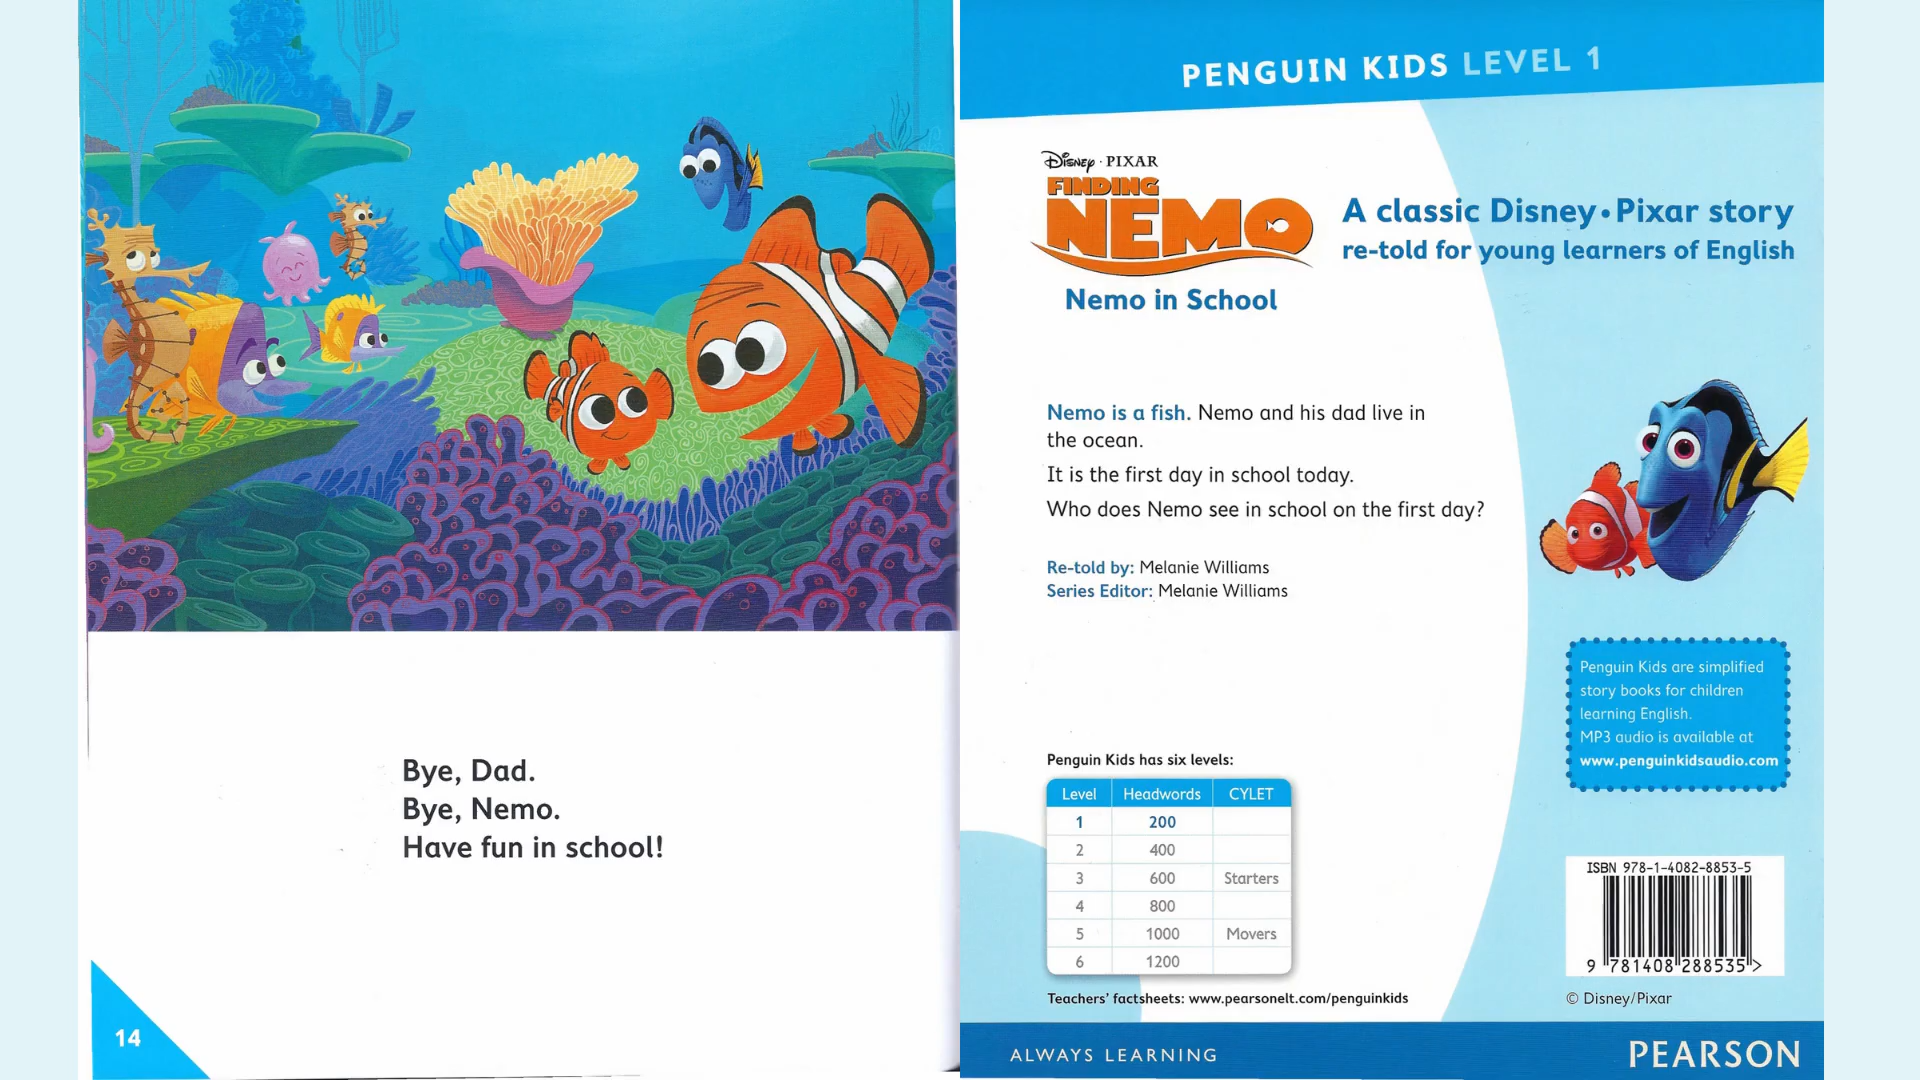 Bye, Dad.
Bye, Nemo.
Have fun in school!
14
PENGUIN KIDS LEVEL 1
Disney · PIXAR
FINDING
NEMO
Nemo in School
A classic Disney•Pixar story
re-told for young learners of English
Nemo is a fish. Nemo and his dad live in
the ocean.
It is the first day in school today.
Who does Nemo see in school on the first day?
Re-told by: Melanie Williams
Series Editor: Melanie Williams
Penguin Kids are simplified
story books for children
learning English.
MP3 audio is available at
www.penguinkidsaudio.com
Penguin Kids has six levels:
Level Headwords CYLET
1 200
2 400
3 600 Starters
4 800
5 1000 Movers
6 1200
Teachers' factsheets: www.pearsonelt.com/penguinkids
ISBN 978-1-4082-8853-5
9 781408 288535 >
© Disney/Pixar
ALWAYS LEARNING
PEARSON